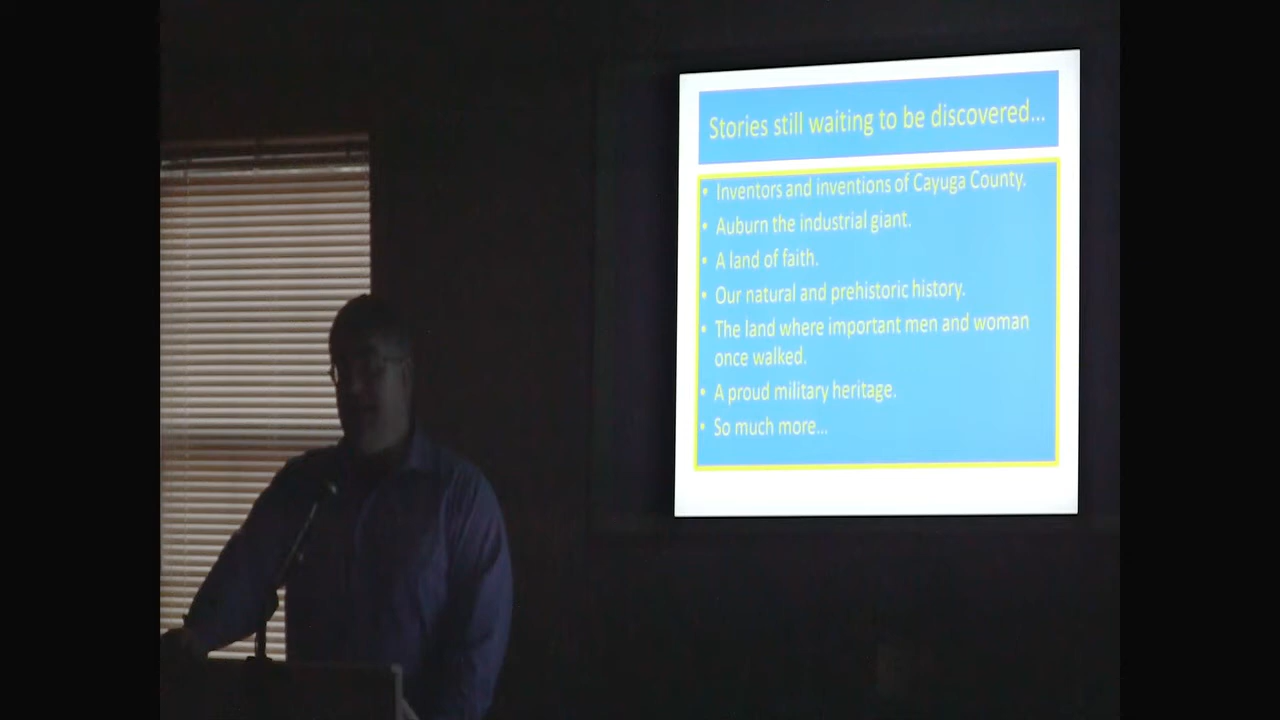 Stories still waiting to be discovered...
• Inventors and inventions of Cayuga County.
• Auburn the industrial giant.
• A land of faith.
• Our natural and prehistoric history.
• The land where important men and woman
once walked.
• A proud military heritage.
• So much more...